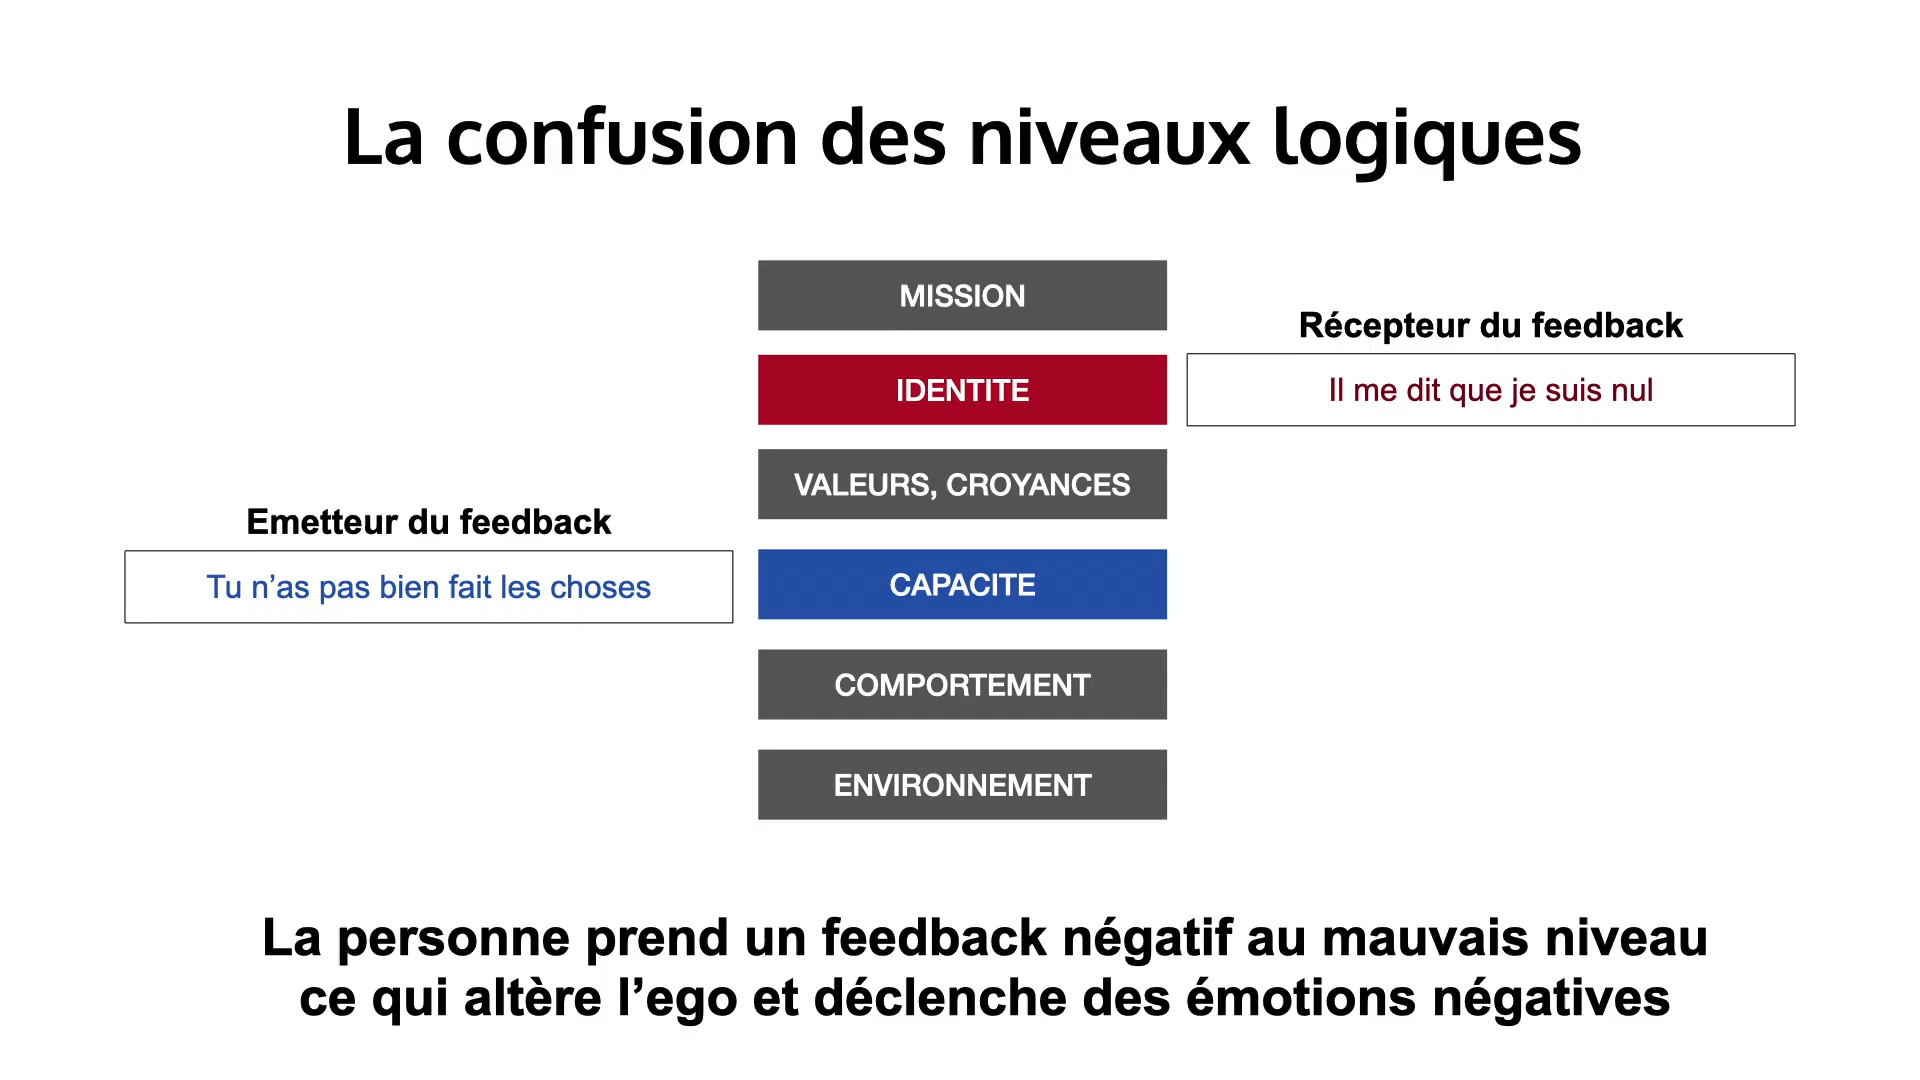 La confusion des niveaux logiques
MISSION
Récepteur du feedback
IDENTITE
Il me dit que je suis nul
VALEURS, CROYANCES
Emetteur du feedback
Tu n’as pas bien fait les choses
CAPACITE
COMPORTEMENT
ENVIRONNEMENT
La personne prend un feedback négatif au mauvais niveau
ce qui altère l’ego et déclenche des émotions négatives